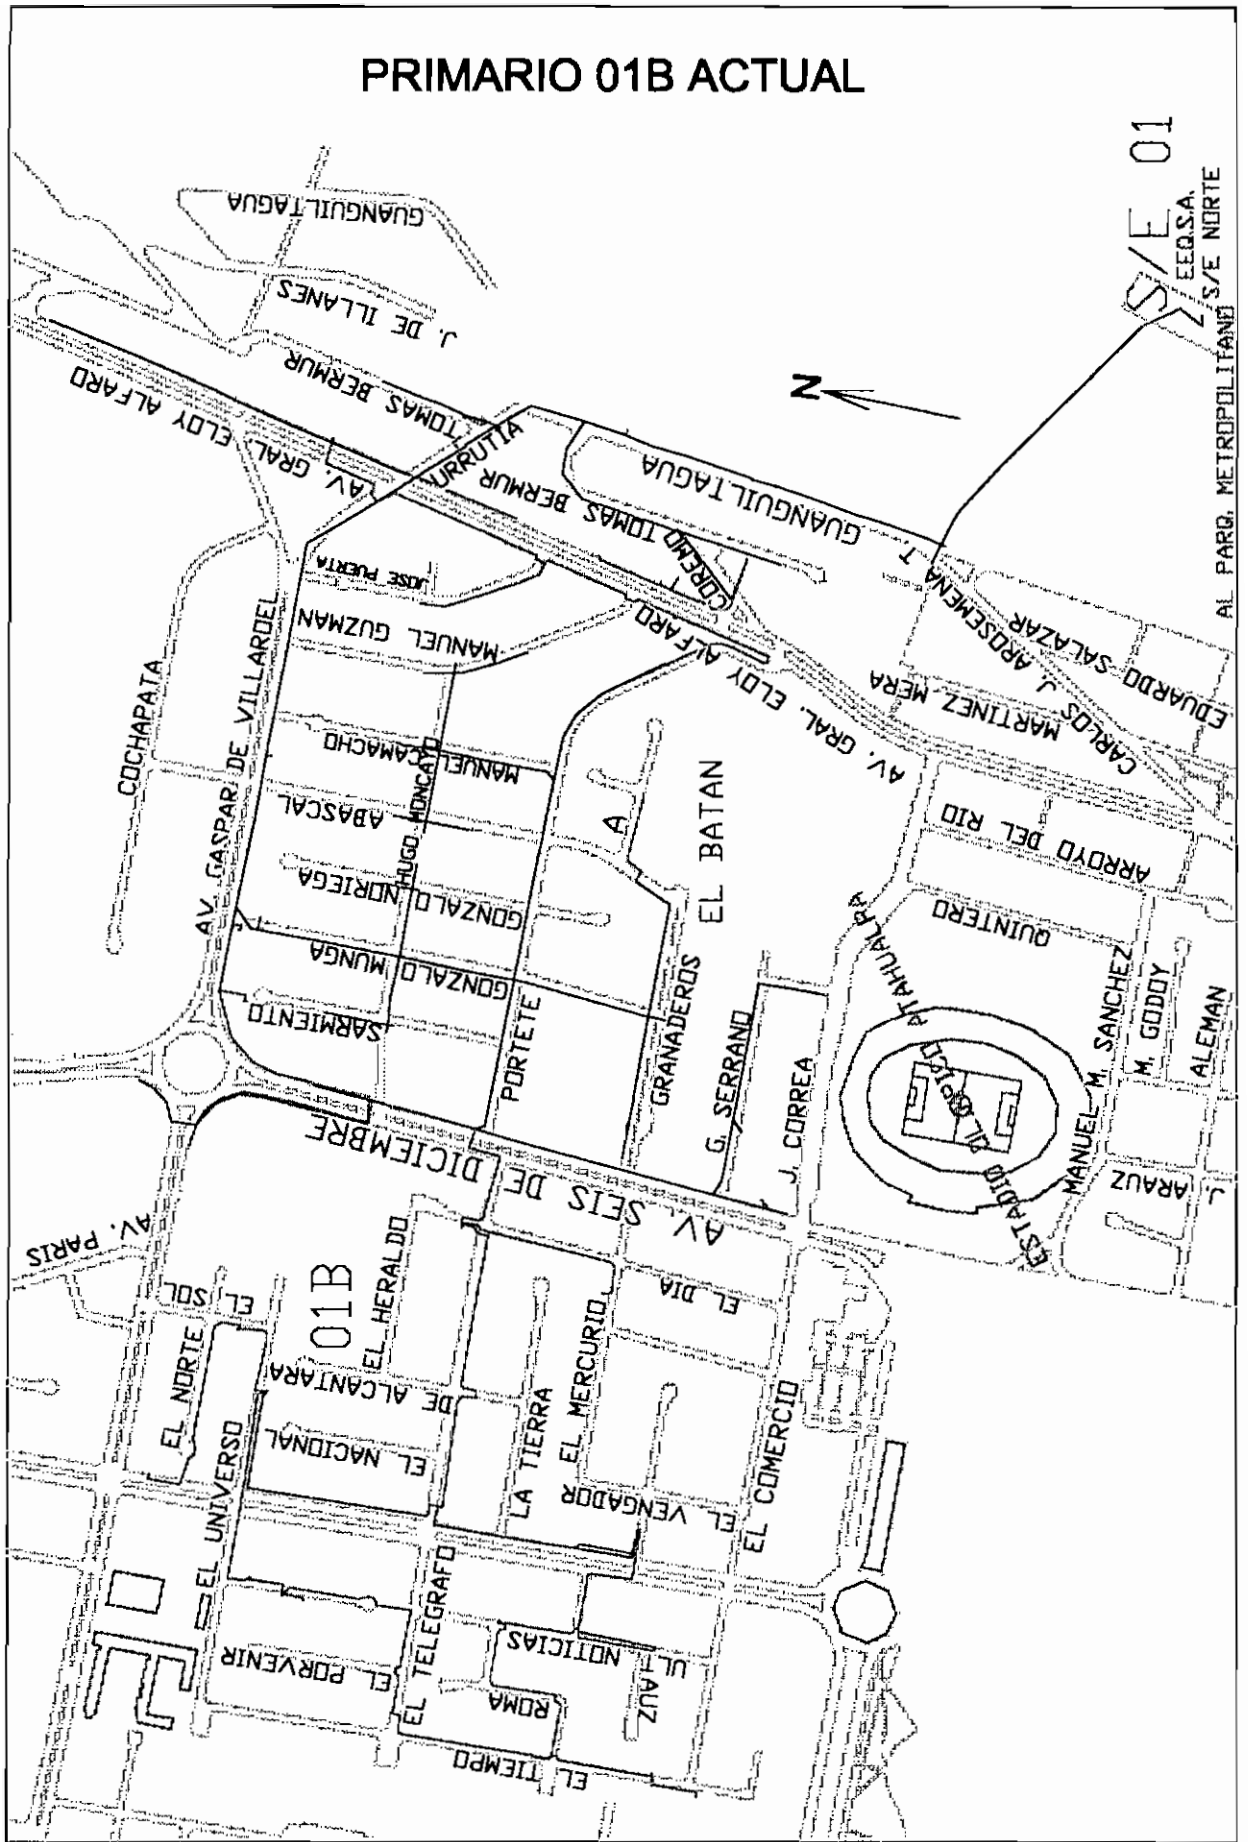 PRIMARIO 01B ACTUAL
S/E 01
EEQ.S.A.
S/E NORTE
AL PARQ. METROPOLITANO
GUANGUILTAGUA
J. DE ILLANES
TOMAS BERMUR
AV. GRAL. ELOY ALFARO
N
URRUTIA
TOMAS BERMUR
GUANGUILTAGUA
COREMO
JOSE PUERTA
MANUEL GUZMAN
AV. GASPAR DE VILLAROEL
COCHAPATA
CARLOS J. AROSEMENA T.
EDUARDO SALAZAR
MARTINEZ MERA
AV. GRAL. ELOY ALFARO
MANUEL CAMACHO
HUGO MONCAYO
ABASCAL
A
EL BATAN
GONZALO NORIEGA
GONZALO MUNGA
SARMIENTO
PORTETE
GRANADEROS
G. SERRANO
J. CORREA
ARROYO DEL RIO
QUINTERO
ATAHUALPA
ESTADIO OLIMPICO
MANUEL M. SANCHEZ
M. GODOY
ALEMAN
J. ARAUZ
AV. SEIS DE DICIEMBRE
AV. PARIS
EL SOL
EL NORTE
01B
EL HERALDO
DE ALCANTARA
EL NACIONAL
EL UNIVERSO
LA TIERRA
EL MERCURIO
EL DIA
EL VENGADOR
EL COMERCIO
EL TELEGRAFO
EL PORVENIR
NOTICIAS
ULT
AUZ
ROMA
EL TIEMPO